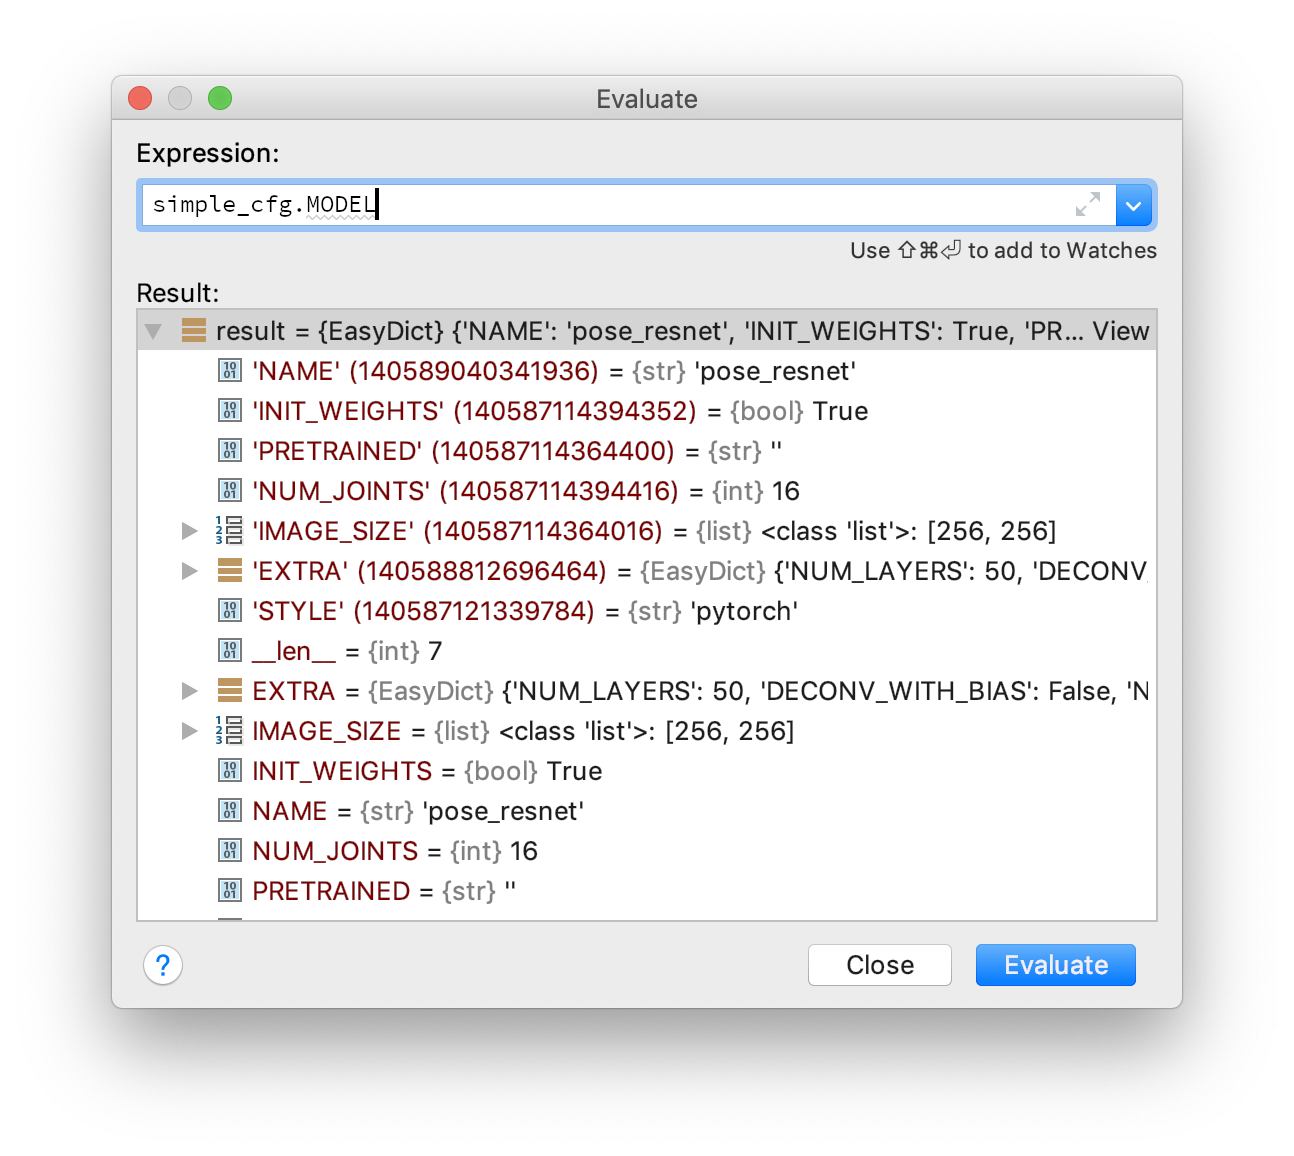 Evaluate
Expression:
simple_cfg.MODEL
Use ⇧⌘⏎ to add to Watches
Result:
result = {EasyDict} {'NAME': 'pose_resnet', 'INIT_WEIGHTS': True, 'PR... View
'NAME' (140589040341936) = {str} 'pose_resnet'
'INIT_WEIGHTS' (140587114394352) = {bool} True
'PRETRAINED' (140587114364400) = {str} ''
'NUM_JOINTS' (140587114394416) = {int} 16
'IMAGE_SIZE' (140587114364016) = {list} <class 'list'>: [256, 256]
'EXTRA' (140588812696464) = {EasyDict} {'NUM_LAYERS': 50, 'DECONV_
'STYLE' (140587121339784) = {str} 'pytorch'
__len__ = {int} 7
EXTRA = {EasyDict} {'NUM_LAYERS': 50, 'DECONV_WITH_BIAS': False, 'N
IMAGE_SIZE = {list} <class 'list'>: [256, 256]
INIT_WEIGHTS = {bool} True
NAME = {str} 'pose_resnet'
NUM_JOINTS = {int} 16
PRETRAINED = {str} ''
? Close Evaluate